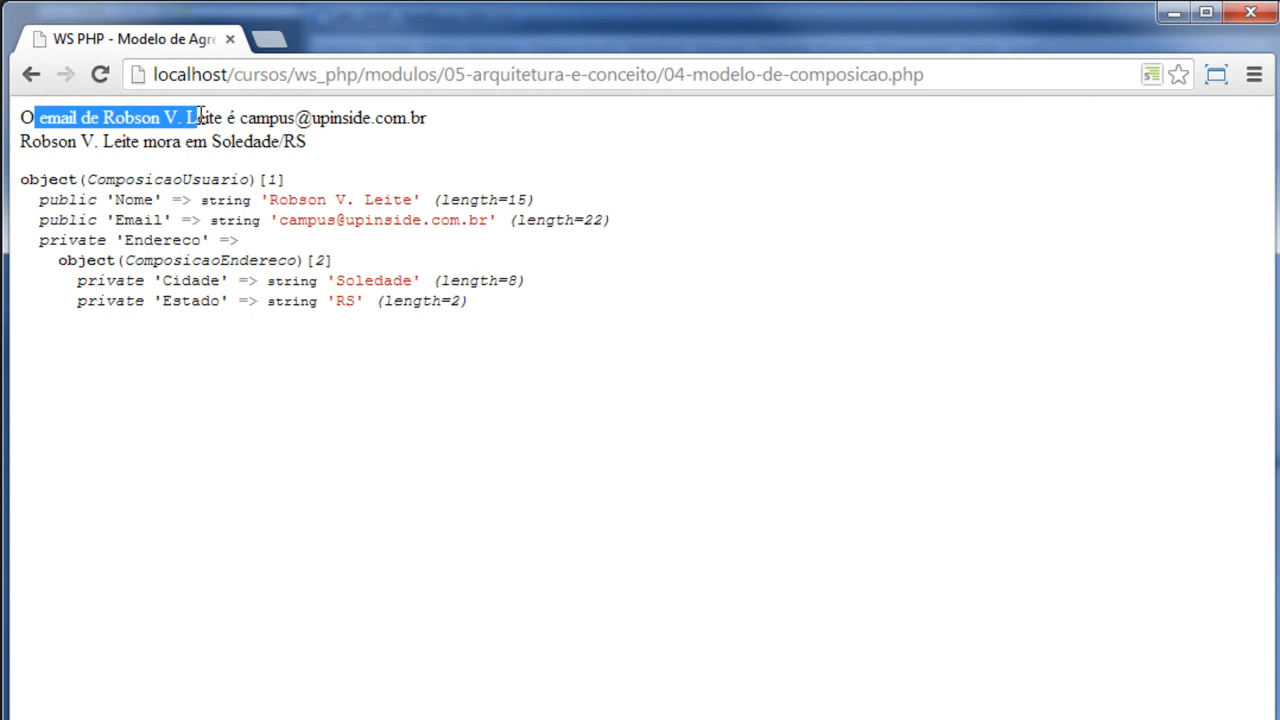 WS PHP - Modelo de Agre
localhost/cursos/ws_php/modulos/05-arquitetura-e-conceito/04-modelo-de-composicao.php
O email de Robson V. Leite é campus@upinside.com.br
Robson V. Leite mora em Soledade/RS
object(ComposicaoUsuario)[1]
public 'Nome' => string 'Robson V. Leite' (length=15)
public 'Email' => string 'campus@upinside.com.br' (length=22)
private 'Endereco' =>
object(ComposicaoEndereco)[2]
private 'Cidade' => string 'Soledade' (length=8)
private 'Estado' => string 'RS' (length=2)